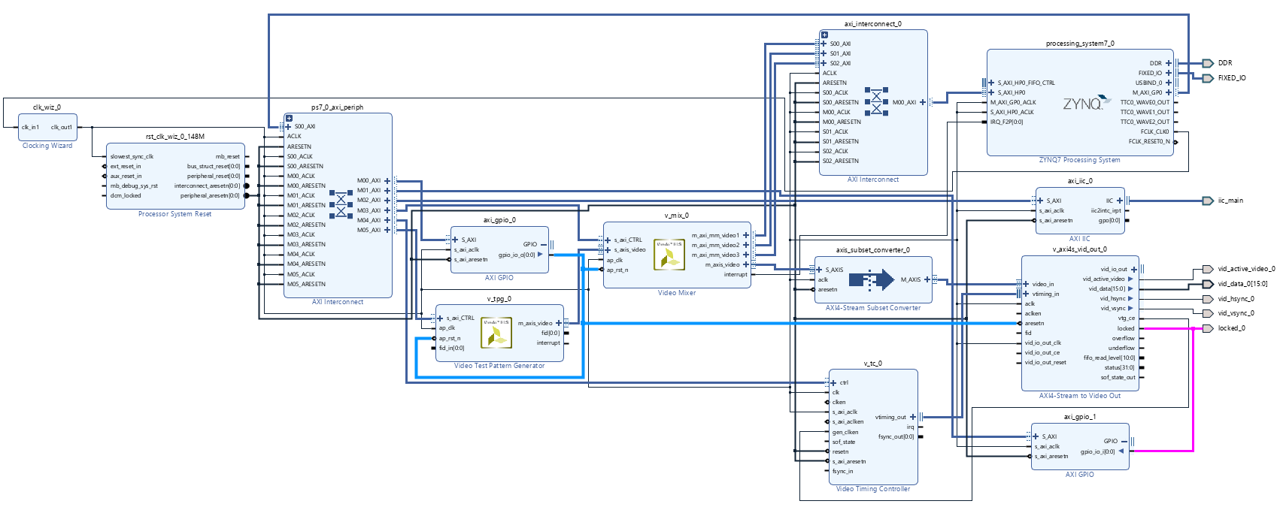 clk_wiz_0
clk_in1
clk_out1
Clocking Wizard
rst_clk_wiz_0_148M
slowest_sync_clk
ext_reset_in
aux_reset_in
mb_debug_sys_rst
dcm_locked
mb_reset
bus_struct_reset[0:0]
peripheral_reset[0:0]
interconnect_aresetn[0:0]
peripheral_aresetn[0:0]
Processor System Reset
ps7_0_axi_periph
S00_AXI
ACLK
ARESETN
S00_ACLK
S00_ARESETN
M00_ACLK
M00_ARESETN
M01_ACLK
M01_ARESETN
M02_ACLK
M02_ARESETN
M03_ACLK
M03_ARESETN
M04_ACLK
M04_ARESETN
M05_ACLK
M05_ARESETN
M00_AXI
M01_AXI
M02_AXI
M03_AXI
M04_AXI
M05_AXI
AXI Interconnect
axi_gpio_0
S_AXI
s_axi_aclk
s_axi_aresetn
GPIO
gpio_io_o[0:0]
AXI GPIO
v_tpg_0
s_axi_CTRL
ap_clk
ap_rst_n
fid_in[0:0]
m_axis_video
fid[0:0]
interrupt
Video Test Pattern Generator
v_mix_0
s_axi_CTRL
s_axis_video
ap_clk
ap_rst_n
m_axi_mm_video1
m_axi_mm_video2
m_axi_mm_video3
m_axis_video
interrupt
Video Mixer
axi_interconnect_0
S00_AXI
S01_AXI
S02_AXI
ACLK
ARESETN
S00_ACLK
S00_ARESETN
M00_ACLK
M00_ARESETN
S01_ACLK
S01_ARESETN
S02_ACLK
S02_ARESETN
M00_AXI
AXI Interconnect
axis_subset_converter_0
S_AXIS
aclk
aresetn
M_AXIS
AXI4-Stream Subset Converter
v_tc_0
ctrl
clk
clken
s_axi_aclk
s_axi_aclken
gen_clken
sof_state
resetn
s_axi_aresetn
fsync_in
vtiming_out
irq
fsync_out[0:0]
Video Timing Controller
processing_system7_0
S_AXI_HP0_FIFO_CTRL
S_AXI_HP0
M_AXI_GP0_ACLK
S_AXI_HP0_ACLK
IRQ_F2P[0:0]
ZYNQ
DDR
FIXED_IO
USBIND_0
M_AXI_GP0
TTC0_WAVE0_OUT
TTC0_WAVE1_OUT
TTC0_WAVE2_OUT
FCLK_CLK0
FCLK_RESET0_N
ZYNQ7 Processing System
axi_iic_0
S_AXI
s_axi_aclk
s_axi_aresetn
IIC
iic2intc_irpt
gpo[0:0]
AXI IIC
v_axi4s_vid_out_0
video_in
vtiming_in
aclk
aclken
aresetn
fid
vid_io_out_clk
vid_io_out_ce
vid_io_out_reset
vid_io_out
vid_active_video
vid_data[15:0]
vid_hsync
vid_vsync
vtg_ce
locked
overflow
underflow
fifo_read_level[10:0]
status[31:0]
sof_state_out
AXI4-Stream to Video Out
axi_gpio_1
S_AXI
s_axi_aclk
s_axi_aresetn
GPIO
gpio_io_i[0:0]
AXI GPIO
DDR
FIXED_IO
iic_main
vid_active_video_0
vid_data_0[15:0]
vid_hsync_0
vid_vsync_0
locked_0